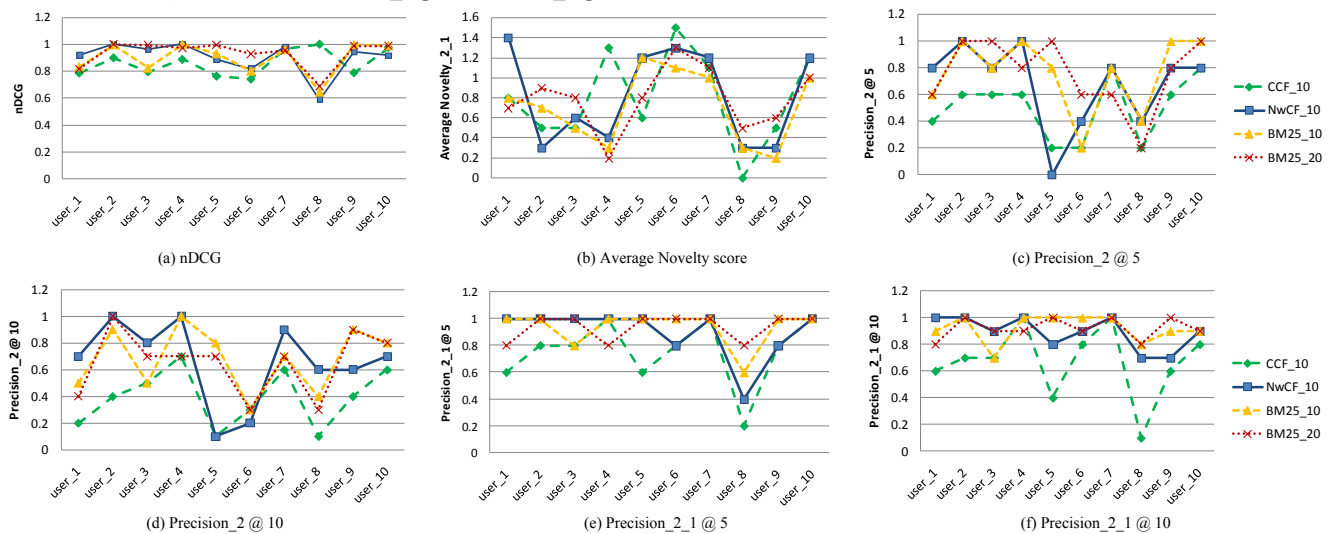 nDCG
1.2
1
0.8
0.6
0.4
0.2
0
user_1
user_2
user_3
user_4
user_5
user_6
user_7
user_8
user_9
user_10
(a) nDCG
Average Novelty_2_1
1.6
1.4
1.2
1
0.8
0.6
0.4
0.2
0
user_1
user_2
user_3
user_4
user_5
user_6
user_7
user_8
user_9
user_10
(b) Average Novelty score
Precision_2 @ 5
1.2
1
0.8
0.6
0.4
0.2
0
user_1
user_2
user_3
user_4
user_5
user_6
user_7
user_8
user_9
user_10
(c) Precision_2 @ 5
CCF_10
NwCF_10
BM25_10
BM25_20
Precision_2 @ 10
1.2
1
0.8
0.6
0.4
0.2
0
user_1
user_2
user_3
user_4
user_5
user_6
user_7
user_8
user_9
user_10
(d) Precision_2 @ 10
Precision_2_1 @ 5
1.2
1
0.8
0.6
0.4
0.2
0
user_1
user_2
user_3
user_4
user_5
user_6
user_7
user_8
user_9
user_10
(e) Precision_2_1 @ 5
Precision_2_1 @ 10
1.2
1
0.8
0.6
0.4
0.2
0
user_1
user_2
user_3
user_4
user_5
user_6
user_7
user_8
user_9
user_10
(f) Precision_2_1 @ 10
CCF_10
NwCF_10
BM25_10
BM25_20